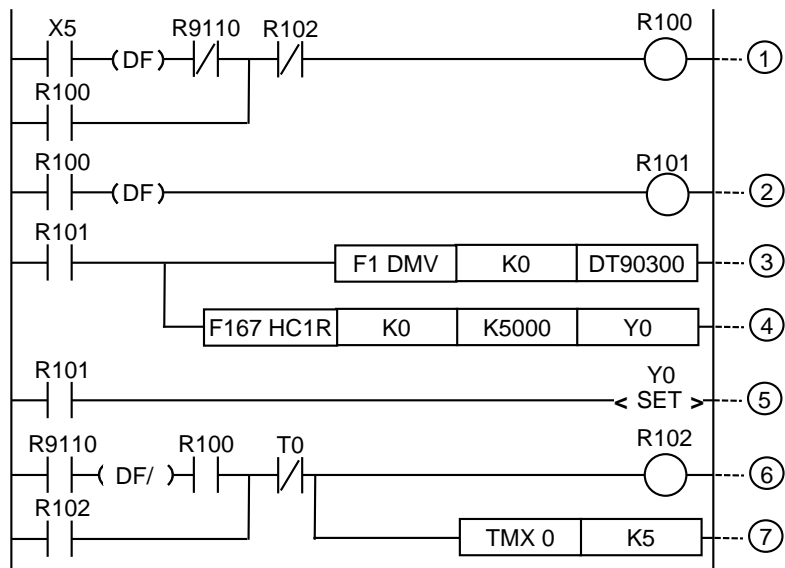 X5 R9110 R102 R100
(DF) 1
R100
R100 R101
(DF) 2
R101
F1 DMV K0 DT90300 3
F167 HC1R K0 K5000 Y0 4
R101 Y0
< SET > 5
R9110 R100 T0 R102
( DF/ ) 6
R102
TMX 0 K5 7